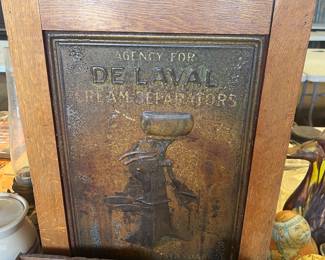 AGENCY FOR
DE LAVAL
CREAM SEPARATORS